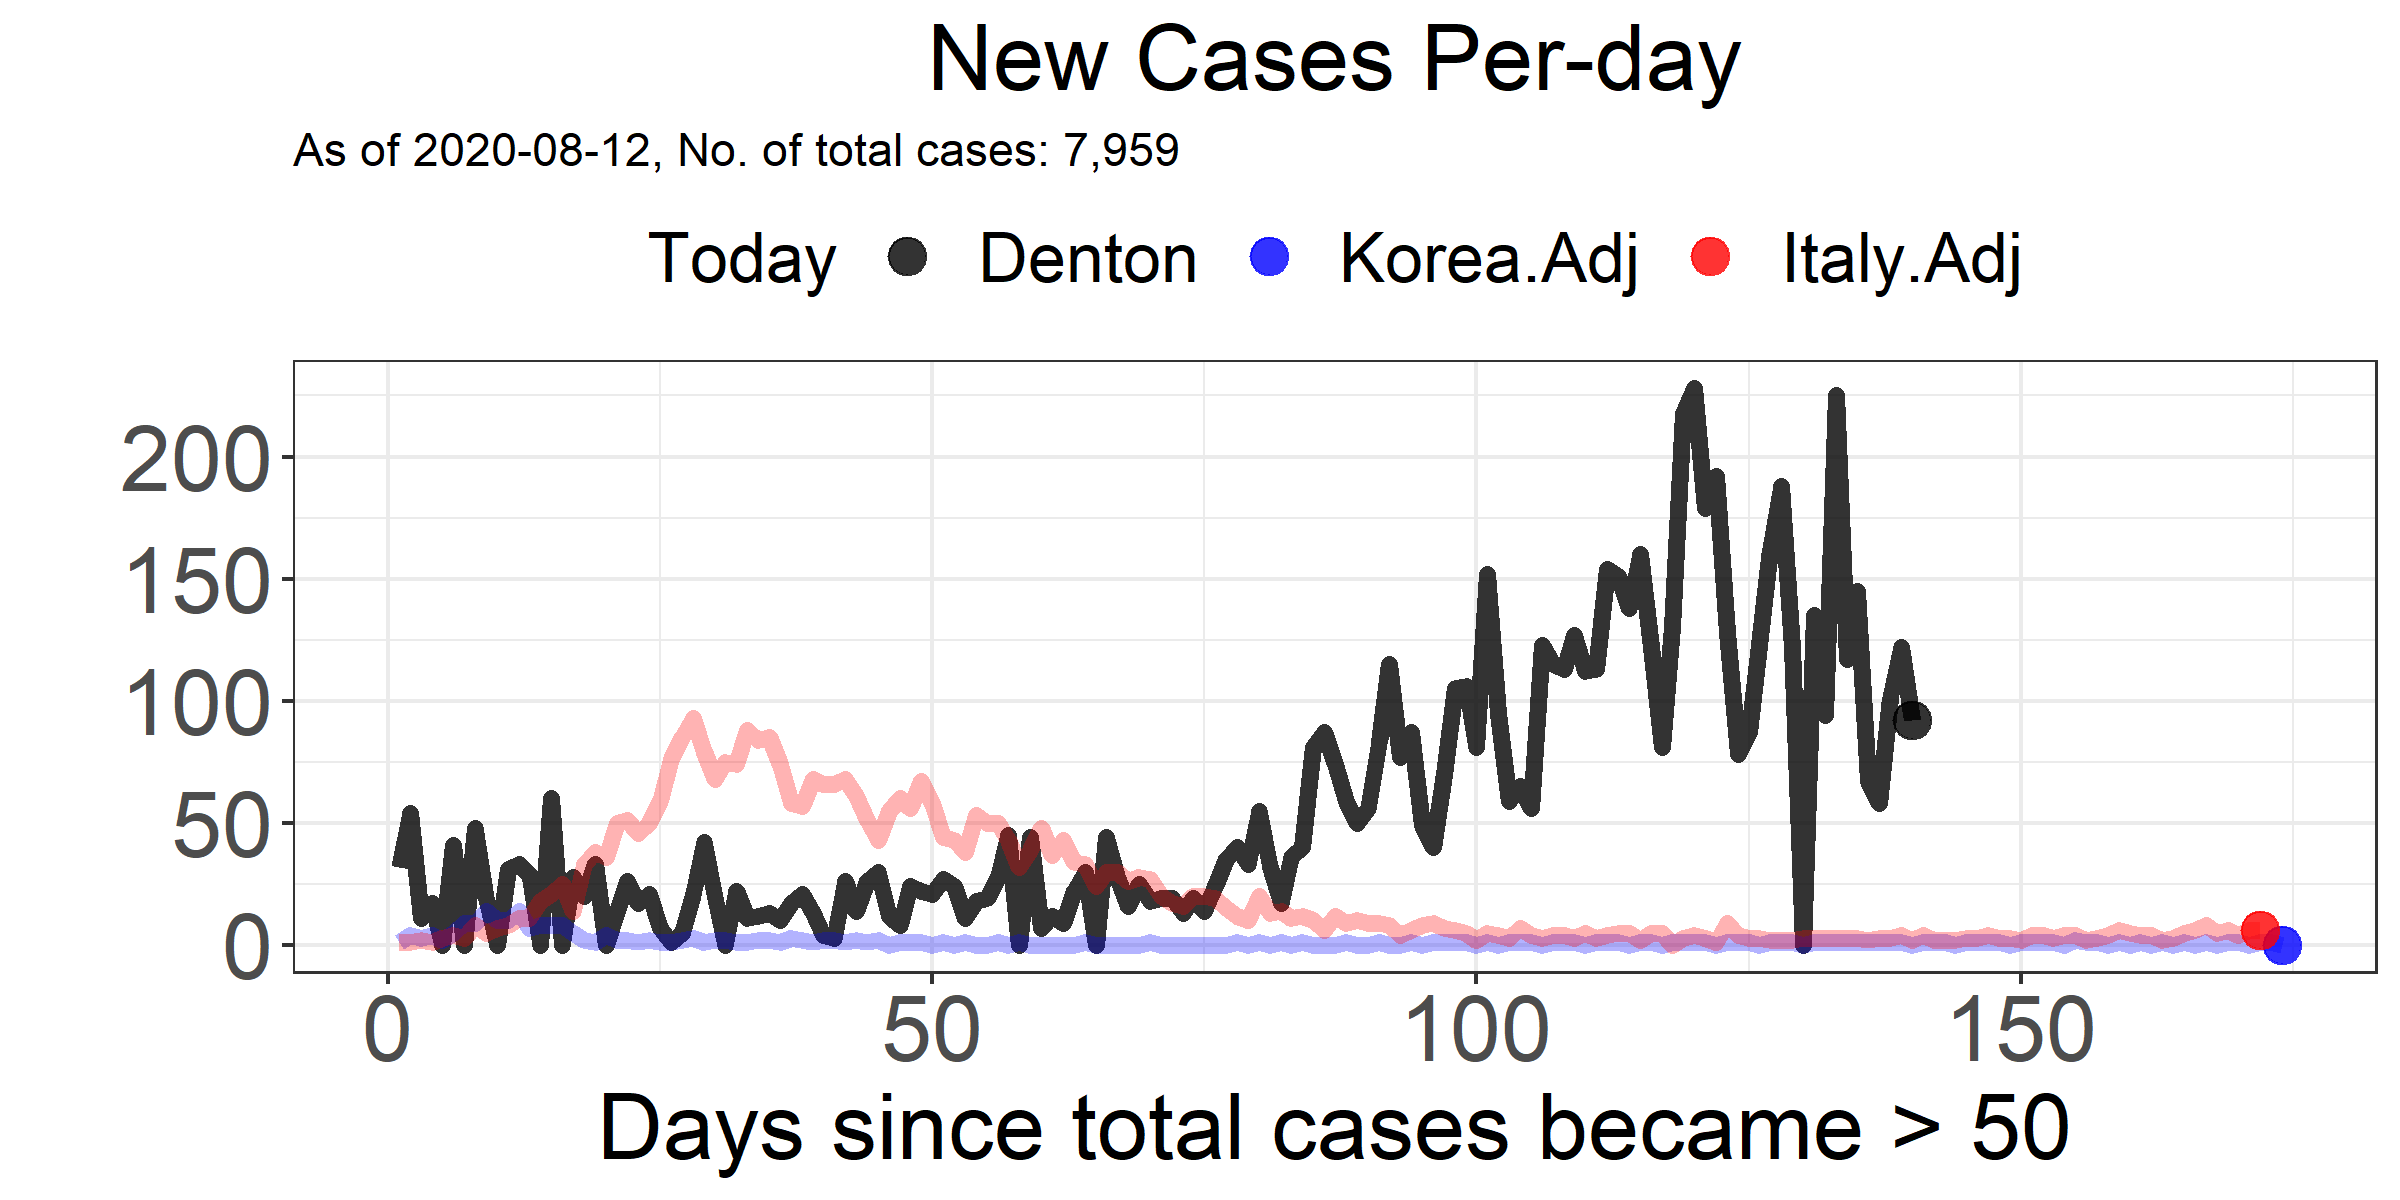 New Cases Per-day
As of 2020-08-12, No. of total cases: 7,959
Today Denton Korea.Adj Italy.Adj
200
150
100
50
0
0 50 100 150
Days since total cases became > 50